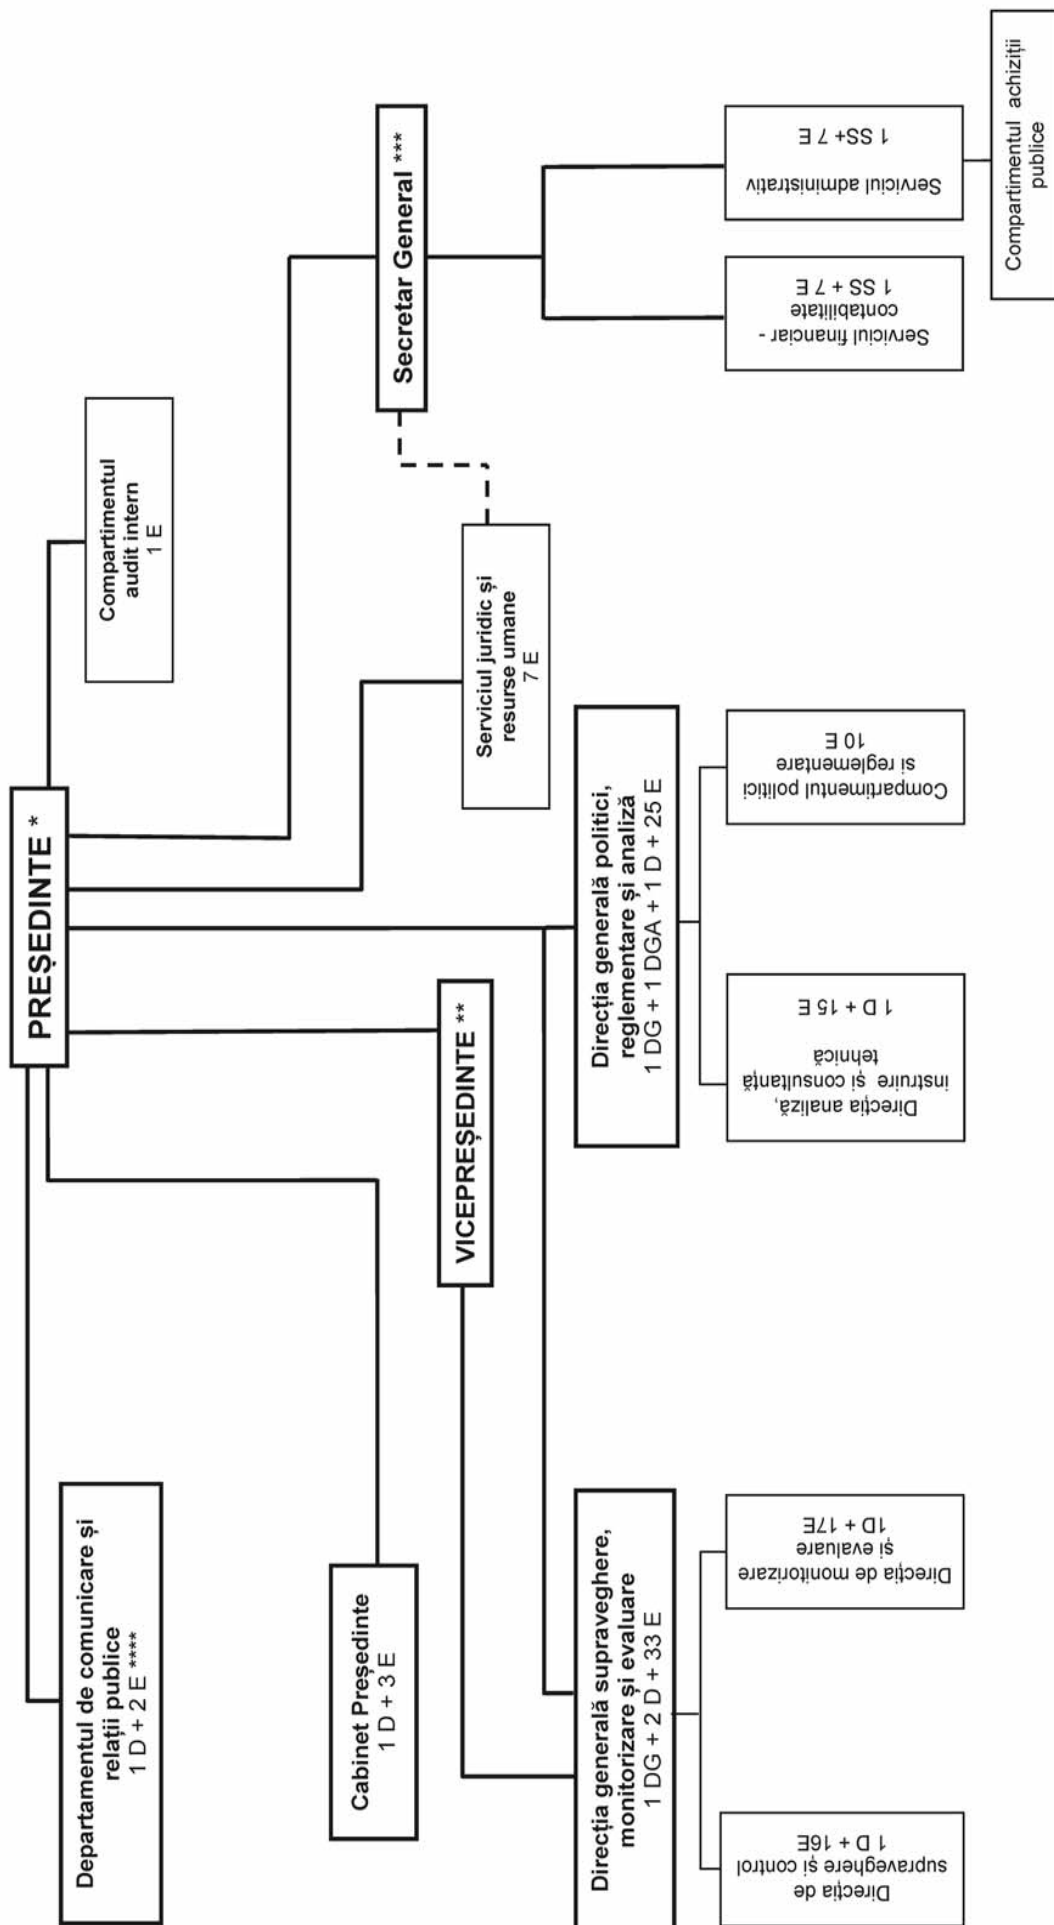 PREȘEDINTE *
Departamentul de comunicare și
relații publice
1 D + 2 E ****
Compartimentul
audit intern
1 E
Cabinet Președinte
1 D + 3 E
Secretar General ***
VICEPREȘEDINTE **
Serviciul juridic și
resurse umane
7 E
Direcția generală supraveghere,
monitorizare și evaluare
1 DG + 2 D + 33 E
Direcția generală politici,
reglementare și analiză
1 DG + 1 DGA + 1 D + 25 E
Direcția de
supraveghere și control
1 D + 16E
Direcția de monitorizare
și evaluare
1D + 17E
Direcția analiză,
instruire și consultanță
tehnică
1 D + 15 E
Compartimentul politici
si reglementare
10 E
Serviciul financiar -
contabilitate
1 SS + 7 E
Serviciul administrativ
1 SS+ 7 E
Compartimentul achiziții
publice